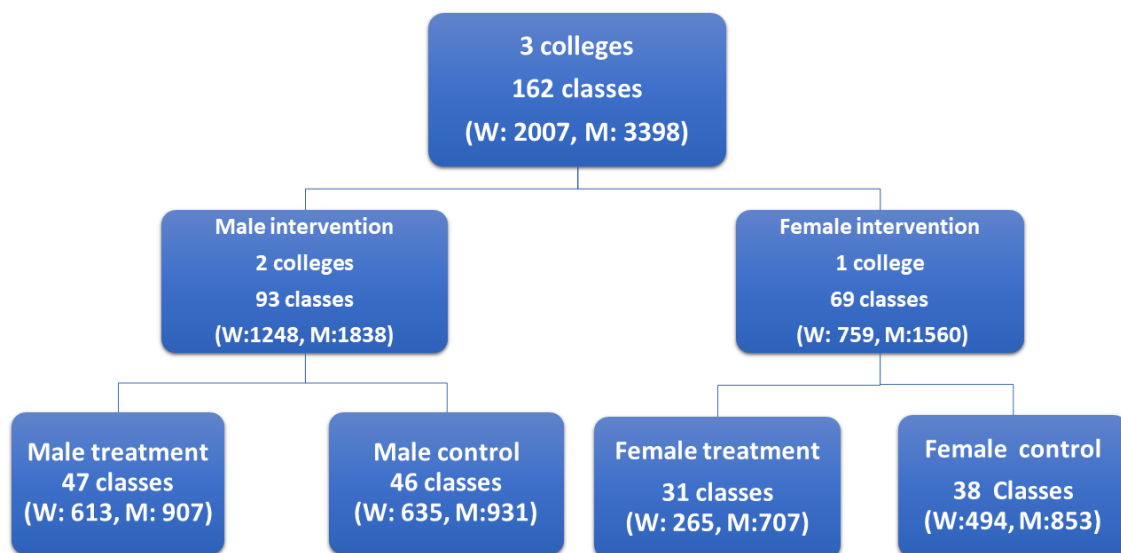 3 colleges
162 classes
(W: 2007, M: 3398)
Male intervention
2 colleges
93 classes
(W:1248, M:1838)
Female intervention
1 college
69 classes
(W: 759, M:1560)
Male treatment
47 classes
(W: 613, M: 907)
Male control
46 classes
(W: 635, M:931)
Female treatment
31 classes
(W: 265, M:707)
Female control
38 Classes
(W:494, M:853)